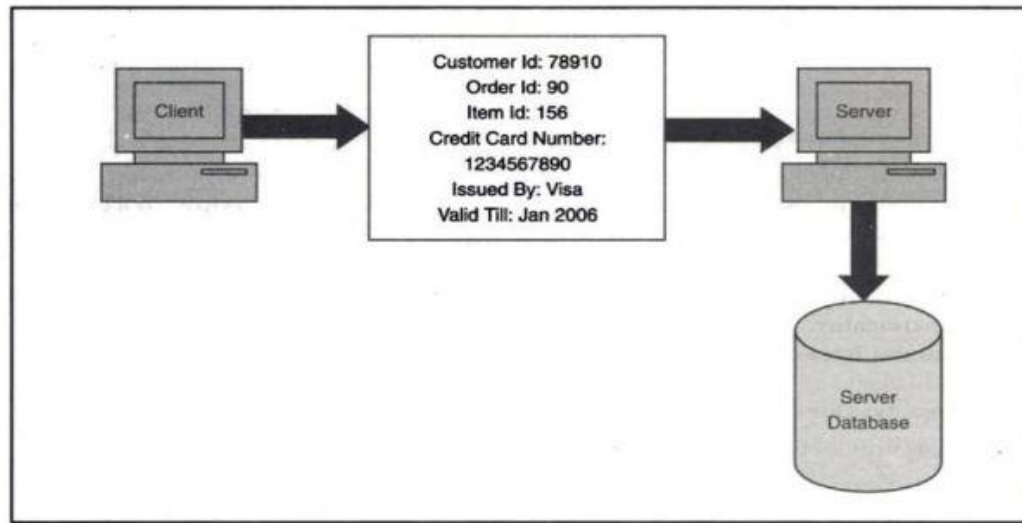 Client
Customer Id: 78910
Order Id: 90
Item Id: 156
Credit Card Number:
1234567890
Issued By: Visa
Valid Till: Jan 2006
Server
Server
Database